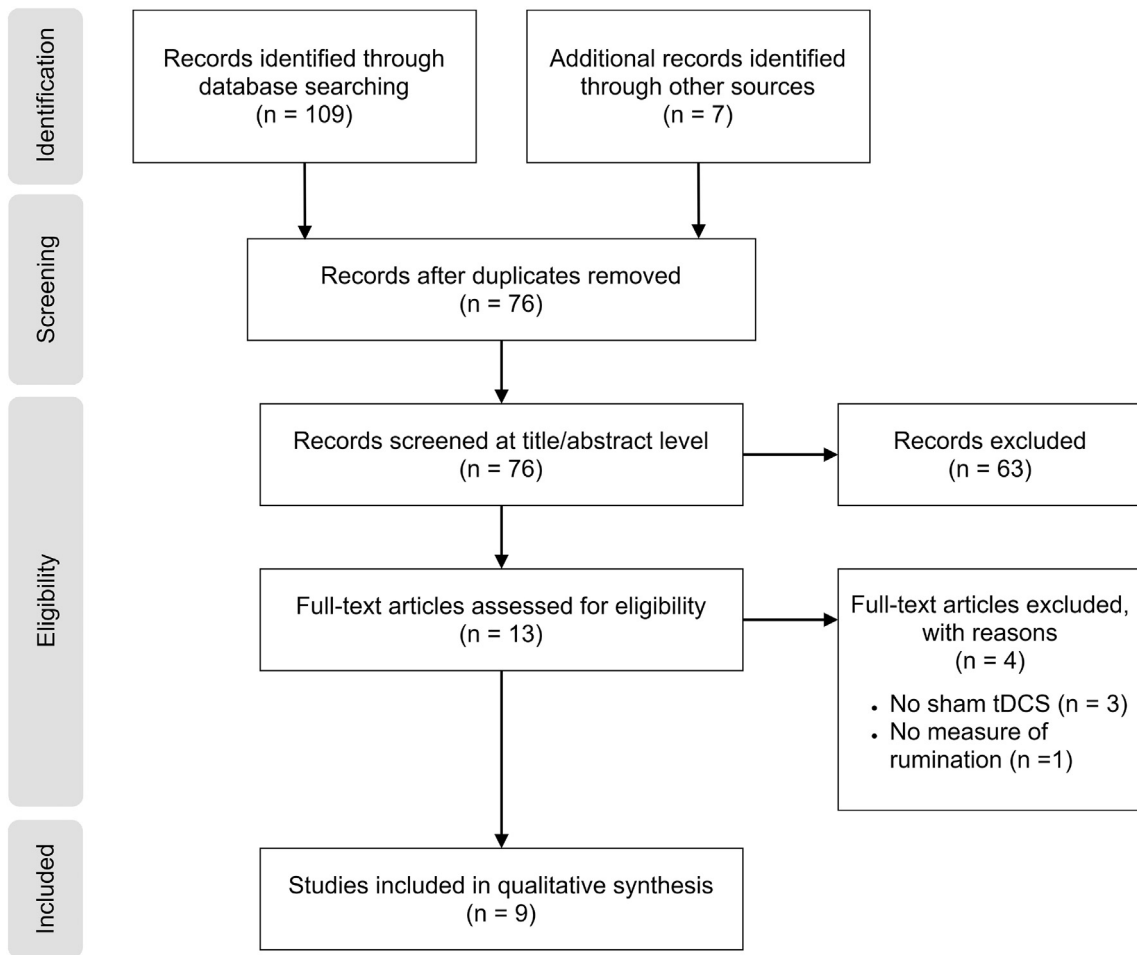 Identification
Records identified through
database searching
(n = 109)
Additional records identified
through other sources
(n = 7)
Screening
Records after duplicates removed
(n = 76)
Eligibility
Records screened at title/abstract level
(n = 76)
Records excluded
(n = 63)
Full-text articles assessed for eligibility
(n = 13)
Full-text articles excluded,
with reasons
(n = 4)
• No sham tDCS (n = 3)
• No measure of
rumination (n =1)
Included
Studies included in qualitative synthesis
(n = 9)